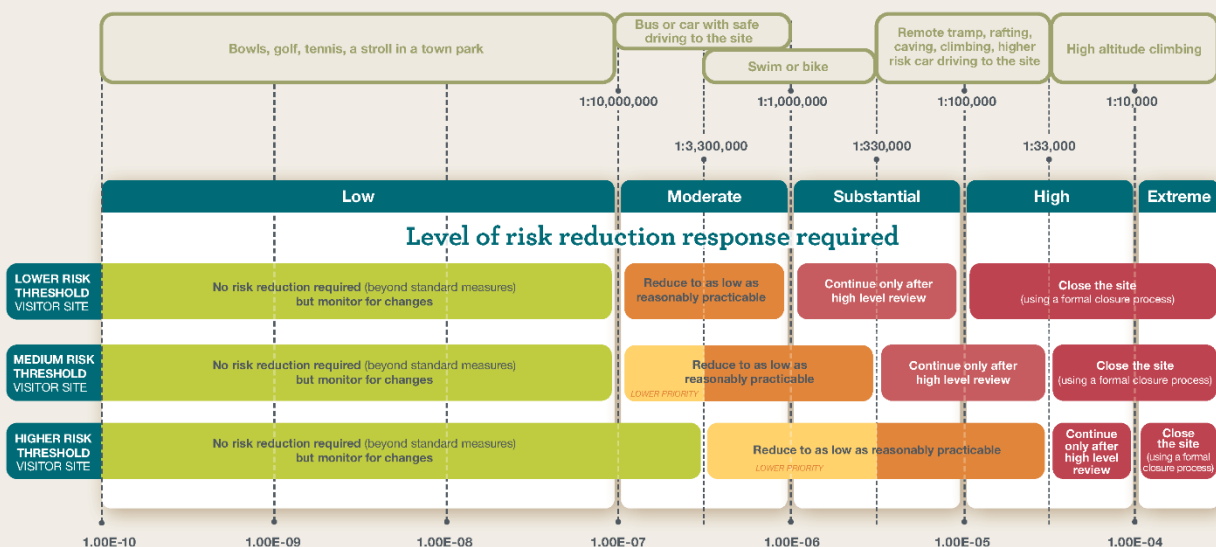 Bowls, golf, tennis, a stroll in a town park
Bus or car with safe
driving to the site
Swim or bike
Remote tramp, rafting,
caving, climbing, higher
risk car driving to the site
High altitude climbing
1:10,000,000
1:1,000,000
1:100,000
1:10,000
1:3,300,000
1:330,000
1:33,000
Low
Moderate
Substantial
High
Extreme
Level of risk reduction response required
LOWER RISK
THRESHOLD
VISITOR SITE
No risk reduction required (beyond standard measures)
but monitor for changes
Reduce to as low as
reasonably practicable
Continue only after
high level review
Close the site
(using a formal closure process)
MEDIUM RISK
THRESHOLD
VISITOR SITE
No risk reduction required (beyond standard measures)
but monitor for changes
Reduce to as low as
reasonably practicable
LOWER PRIORITY
Continue only after
high level review
Close the site
(using a formal closure process)
HIGHER RISK
THRESHOLD
VISITOR SITE
No risk reduction required (beyond standard measures)
but monitor for changes
Reduce to as low as reasonably practicable
LOWER PRIORITY
Continue
only after
high level
review
Close
the site
(using a formal
closure process)
1.00E-10
1.00E-09
1.00E-08
1.00E-07
1.00E-06
1.00E-05
1.00E-04